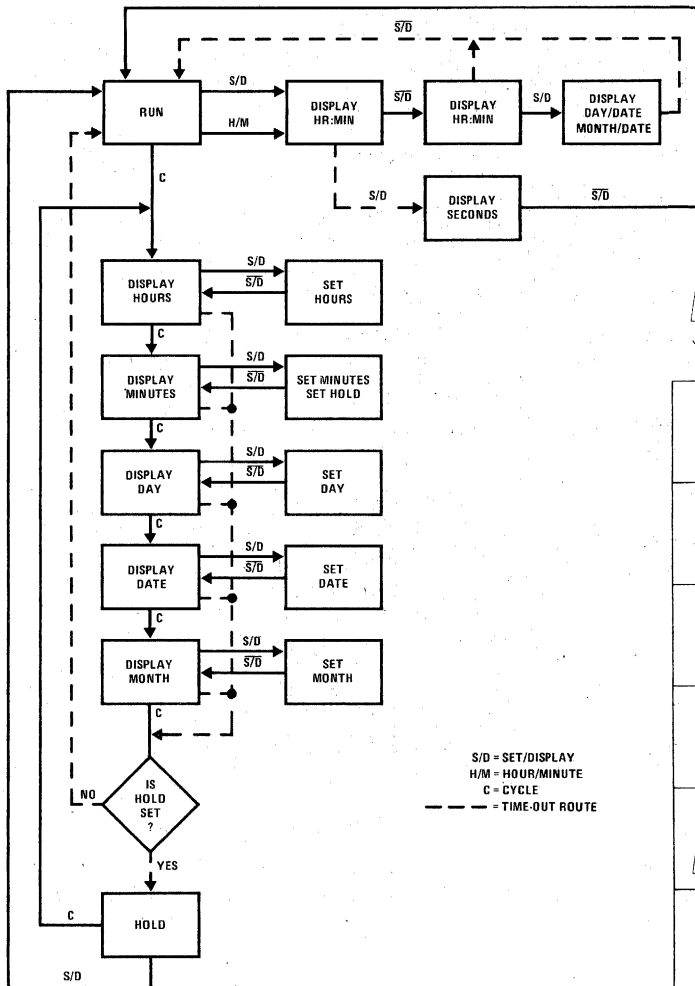 S/D
S/D
RUN
S/D
H/M
DISPLAY
HR:MIN
S/D
DISPLAY
HR:MIN
S/D
DISPLAY
DAY/DATE
MONTH/DATE
S/D
DISPLAY
SECONDS
S/D
C
DISPLAY
HOURS
S/D
S/D
SET
HOURS
C
DISPLAY
MINUTES
S/D
S/D
SET MINUTES
SET HOLD
C
DISPLAY
DAY
S/D
S/D
SET
DAY
C
DISPLAY
DATE
S/D
S/D
SET
DATE
C
DISPLAY
MONTH
S/D
S/D
SET
MONTH
C
IS
HOLD
SET
?
NO
YES
HOLD
C
S/D
S/D = SET/DISPLAY
H/M = HOUR/MINUTE
C = CYCLE
= TIME-OUT ROUTE